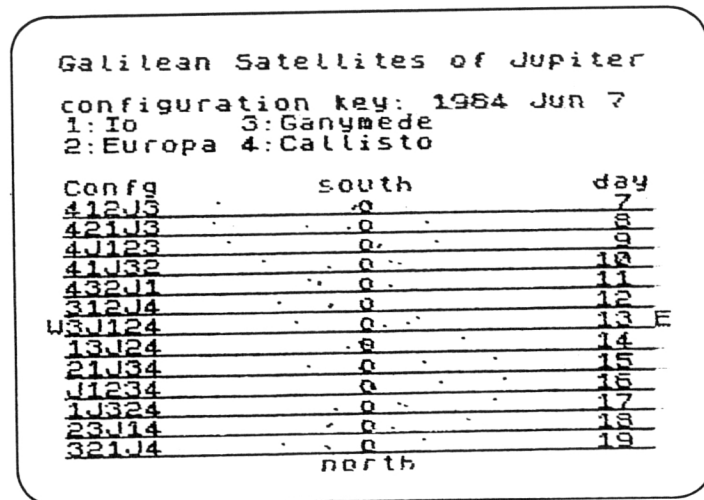 Galilean Satellites of Jupiter
configuration key: 1984 Jun 7
1:Io 3:Ganymede
2:Europa 4:Callisto
Confg south day
412J3 7
421J3 8
4J123 9
41J32 10
432J1 11
312J4 12
W3J124 13 E
13J24 14
21J34 15
J1234 16
1J324 17
23J14 18
321J4 19
north